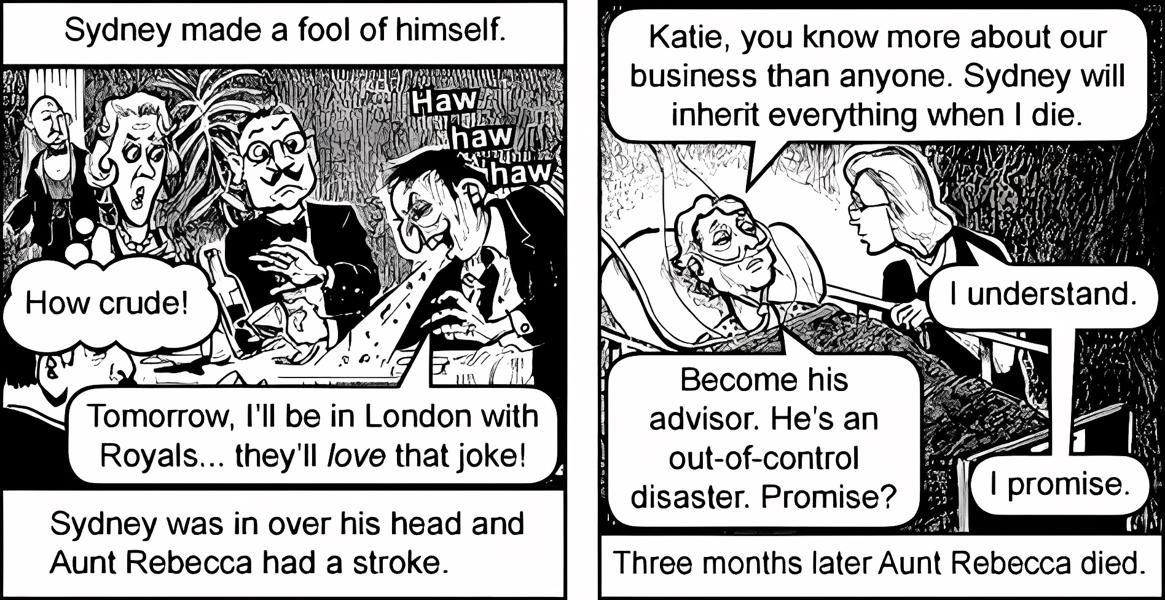 Sydney made a fool of himself.
Haw
haw
haw
How crude!
Tomorrow, I'll be in London with
Royals... they'll love that joke!
Sydney was in over his head and
Aunt Rebecca had a stroke.
Katie, you know more about our
business than anyone. Sydney will
inherit everything when I die.
I understand.
Become his
advisor. He's an
out-of-control
disaster. Promise?
I promise.
Three months later Aunt Rebecca died.